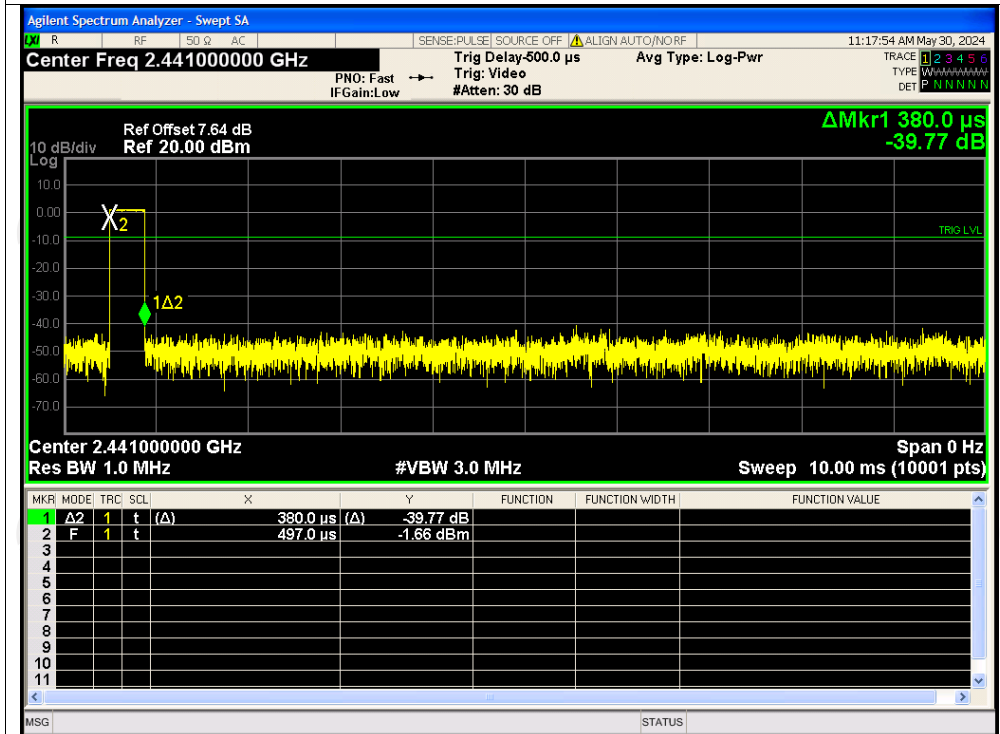 Agilent Spectrum Analyzer - Swept SA
LXI R RF 50 Ω AC SENSE:PULSE SOURCE OFF ALIGN AUTO/NO RF 11:17:54 AM May 30, 2024
Center Freq 2.441000000 GHz Trig Delay-500.0 µs Avg Type: Log-Pwr TRACE 1 2 3 4 5 6
PNO: Fast Trig: Video TYPE WWWWWW
IFGain:Low #Atten: 30 dB DET P N N N N N
ΔMkr1 380.0 µs
-39.77 dB
Ref Offset 7.64 dB
10 dB/div Ref 20.00 dBm
Log
10.0
0.00
X2
TRIG LVL
-10.0
-20.0
-30.0
1Δ2
-40.0
-50.0
-60.0
-70.0
Center 2.441000000 GHz Span 0 Hz
Res BW 1.0 MHz #VBW 3.0 MHz Sweep 10.00 ms (10001 pts)
MKR MODE TRC SCL X Y FUNCTION FUNCTION WIDTH FUNCTION VALUE
1 Δ2 1 t (Δ) 380.0 µs (Δ) -39.77 dB
2 F 1 t 497.0 µs -1.66 dBm
3
4
5
6
7
8
9
10
11
MSG STATUS